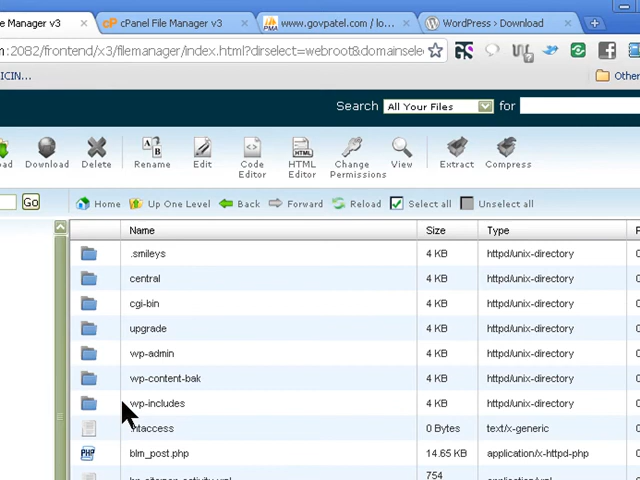 e Manager v3
cPanel File Manager v3
www.govpatel.com / lo...
WordPress › Download
:2082/frontend/x3/filemanager/index.html?dirselect=webroot&domainselec
ICIN...
Other
Search All Your Files for
Download
Delete
Rename
Edit
Code Editor
HTML Editor
Change Permissions
View
Extract
Compress
Go
Home
Up One Level
Back
Forward
Reload
Select all
Unselect all
Name Size Type
.smileys 4 KB httpd/unix-directory
central 4 KB httpd/unix-directory
cgi-bin 4 KB httpd/unix-directory
upgrade 4 KB httpd/unix-directory
wp-admin 4 KB httpd/unix-directory
wp-content-bak 4 KB httpd/unix-directory
wp-includes 4 KB httpd/unix-directory
.htaccess 0 Bytes text/x-generic
blm_post.php 14.65 KB application/x-httpd-php
754